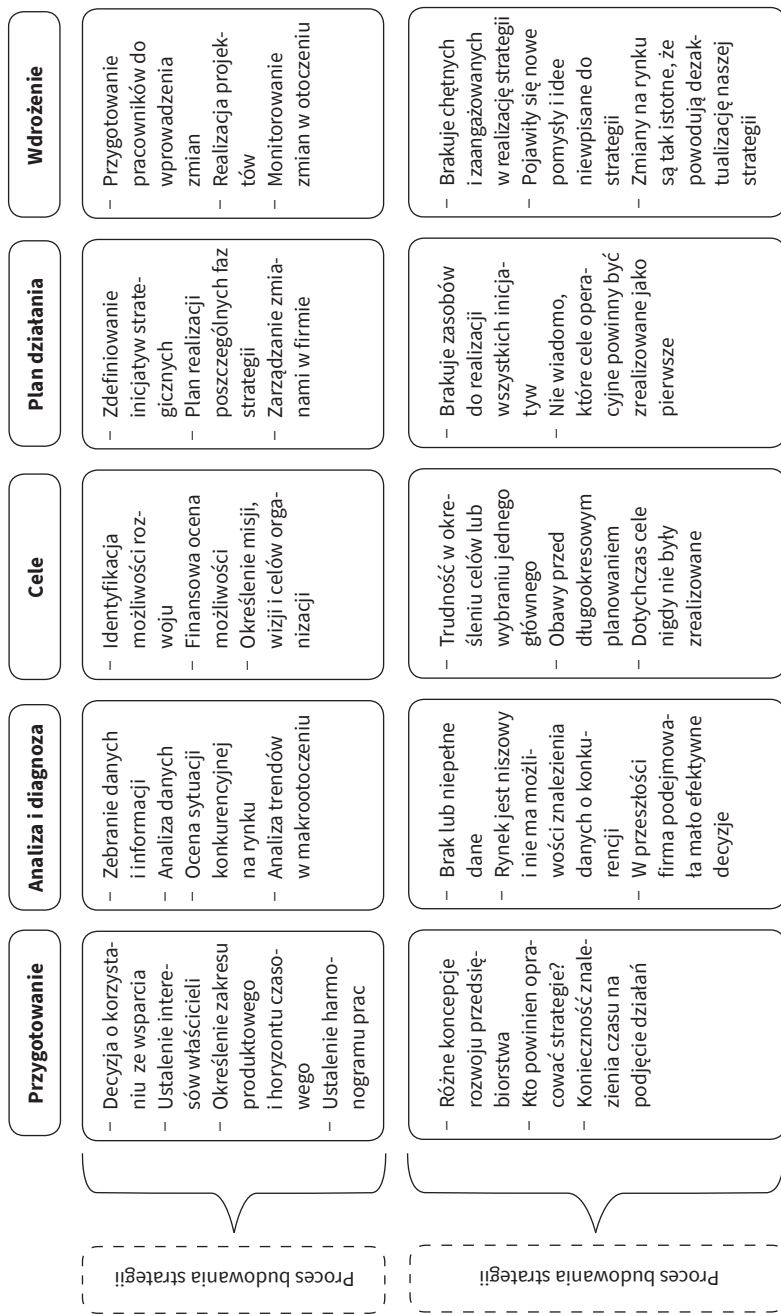 Przygotowanie
Analiza i diagnoza
Cele
Plan działania
Wdrożenie
Proces budowania strategii
– Decyzja o korzysta-
niu ze wsparcia
– Ustalenie intere-
sów właścicieli
– Określenie zakresu
produktowego
i horyzontu czaso-
wego
– Ustalenie harmo-
nogramu prac
– Zebranie danych
i informacji
– Analiza danych
– Ocena sytuacji
konkurencyjnej
na rynku
– Analiza trendów
w makrootoczeniu
– Identyfikacja
możliwości roz-
woju
– Finansowa ocena
możliwości
– Określenie misji,
wizji i celów orga-
nizacji
– Zdefiniowanie
inicjatyw strate-
gicznych
– Plan realizacji
poszczególnych faz
strategii
– Zarządzanie zmia-
nami w firmie
– Przygotowanie
pracowników do
wprowadzenia
zmian
– Realizacja projek-
tów
– Monitorowanie
zmian w otoczeniu
Proces budowania strategii
– Różne koncepcje
rozwoju przedsię-
biorstwa
– Kto powinien opra-
cować strategie?
– Konieczność znale-
zienia czasu na
podjęcie działań
– Brak lub niepełne
dane
– Rynek jest niszowy
i nie ma możli-
wości znalezienia
danych o konku-
rencji
– W przeszłości
firma podejmowa-
ła mało efektywne
decyzje
– Trudność w okre-
śleniu celów lub
wybraniu jednego
głównego
– Obawy przed
długookresowym
planowaniem
– Dotychczas cele
nigdy nie były
zrealizowane
– Brakuje zasobów
do realizacji
wszystkich inicja-
tyw
– Nie wiadomo,
które cele opera-
cyjne powinny być
zrealizowane jako
pierwsze
– Brakuje chętnych
i zaangażowanych
w realizację strategii
– Pojawiły się nowe
pomysły i idee
niewpisane do
strategii
– Zmiany na rynku
są tak istotne, że
powodują dezak-
tualizację naszej
strategii